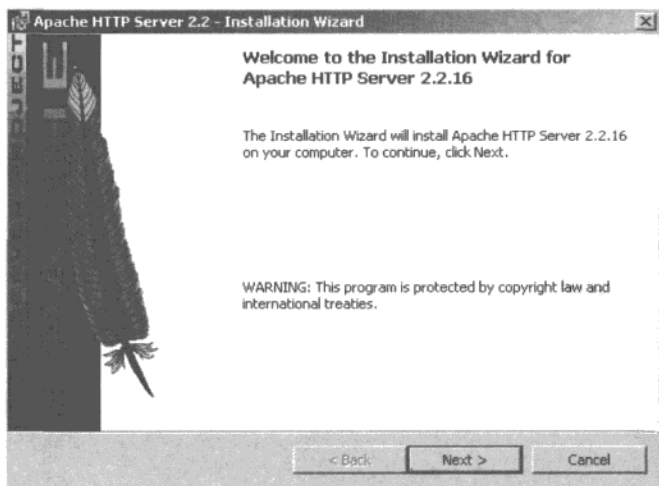 Apache HTTP Server 2.2 - Installation Wizard
Welcome to the Installation Wizard for
Apache HTTP Server 2.2.16
The Installation Wizard will install Apache HTTP Server 2.2.16
on your computer. To continue, click Next.
WARNING: This program is protected by copyright law and
international treaties.
< Back
Next >
Cancel